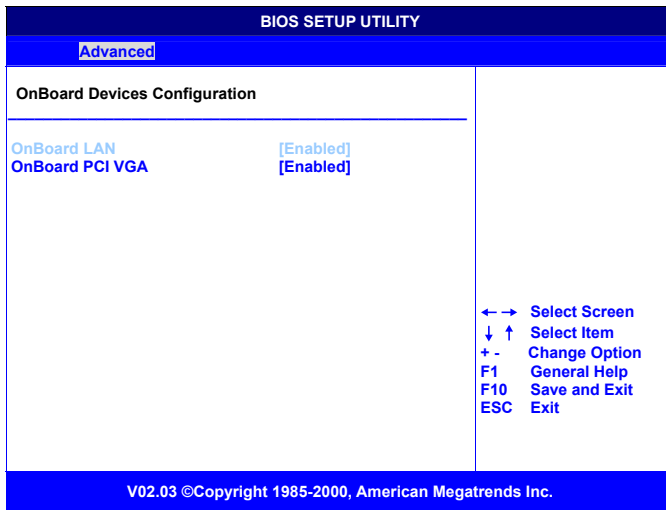 BIOS SETUP UTILITY
Advanced
OnBoard Devices Configuration
OnBoard LAN [Enabled]
OnBoard PCI VGA [Enabled]
← → Select Screen
↓ ↑ Select Item
+ - Change Option
F1 General Help
F10 Save and Exit
ESC Exit
V02.03 ©Copyright 1985-2000, American Megatrends Inc.